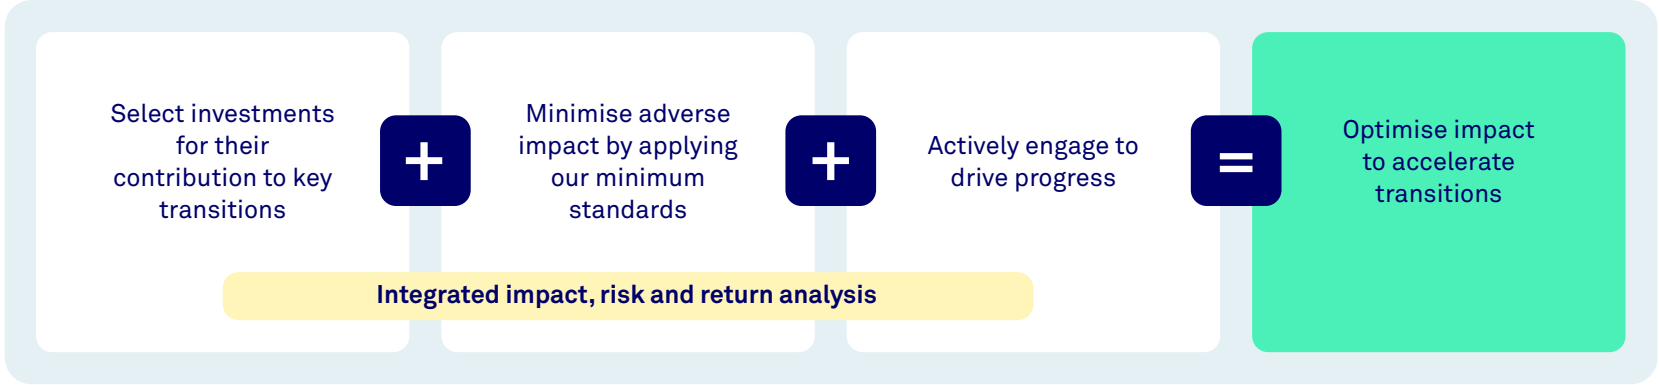 Select investments
for their
contribution to key
transitions
+
Minimise adverse
impact by applying
our minimum
standards
+
Actively engage to
drive progress
=
Optimise impact
to accelerate
transitions
Integrated impact, risk and return analysis